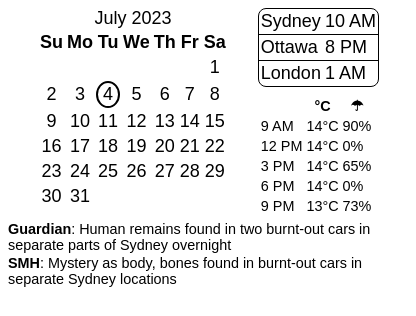 July 2023
Su Mo Tu We Th Fr Sa
1
2 3 4 5 6 7 8
9 10 11 12 13 14 15
16 17 18 19 20 21 22
23 24 25 26 27 28 29
30 31
Sydney 10 AM
Ottawa 8 PM
London 1 AM
°C ☂
9 AM 14°C 90%
12 PM 14°C 0%
3 PM 14°C 65%
6 PM 14°C 0%
9 PM 13°C 73%
Guardian: Human remains found in two burnt-out cars in
separate parts of Sydney overnight
SMH: Mystery as body, bones found in burnt-out cars in
separate Sydney locations